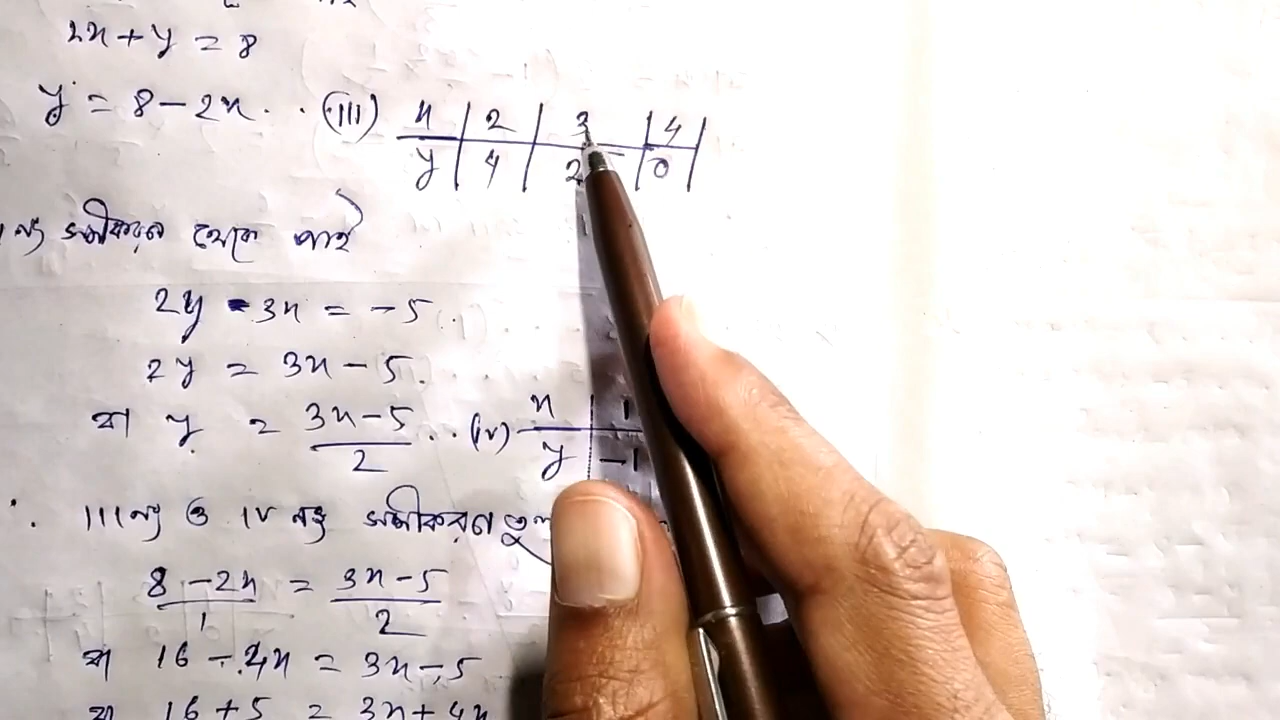 2x + y = 8
y = 8 - 2x .. (iii) x | 2 | 3 | 4
y | 4 | 2 | 0
নং সমীকরণ থেকে পাই
2y - 3x = -5
2y = 3x - 5
বা y = 3x-5/2 .. (iv) x | 1
y | -1
∴ iii নং ও iv নং সমীকরণ
8-2x/1 = 3x-5/2
বা 16 - 4x = 3x - 5
বা 16 + 5 = 3x + 4x